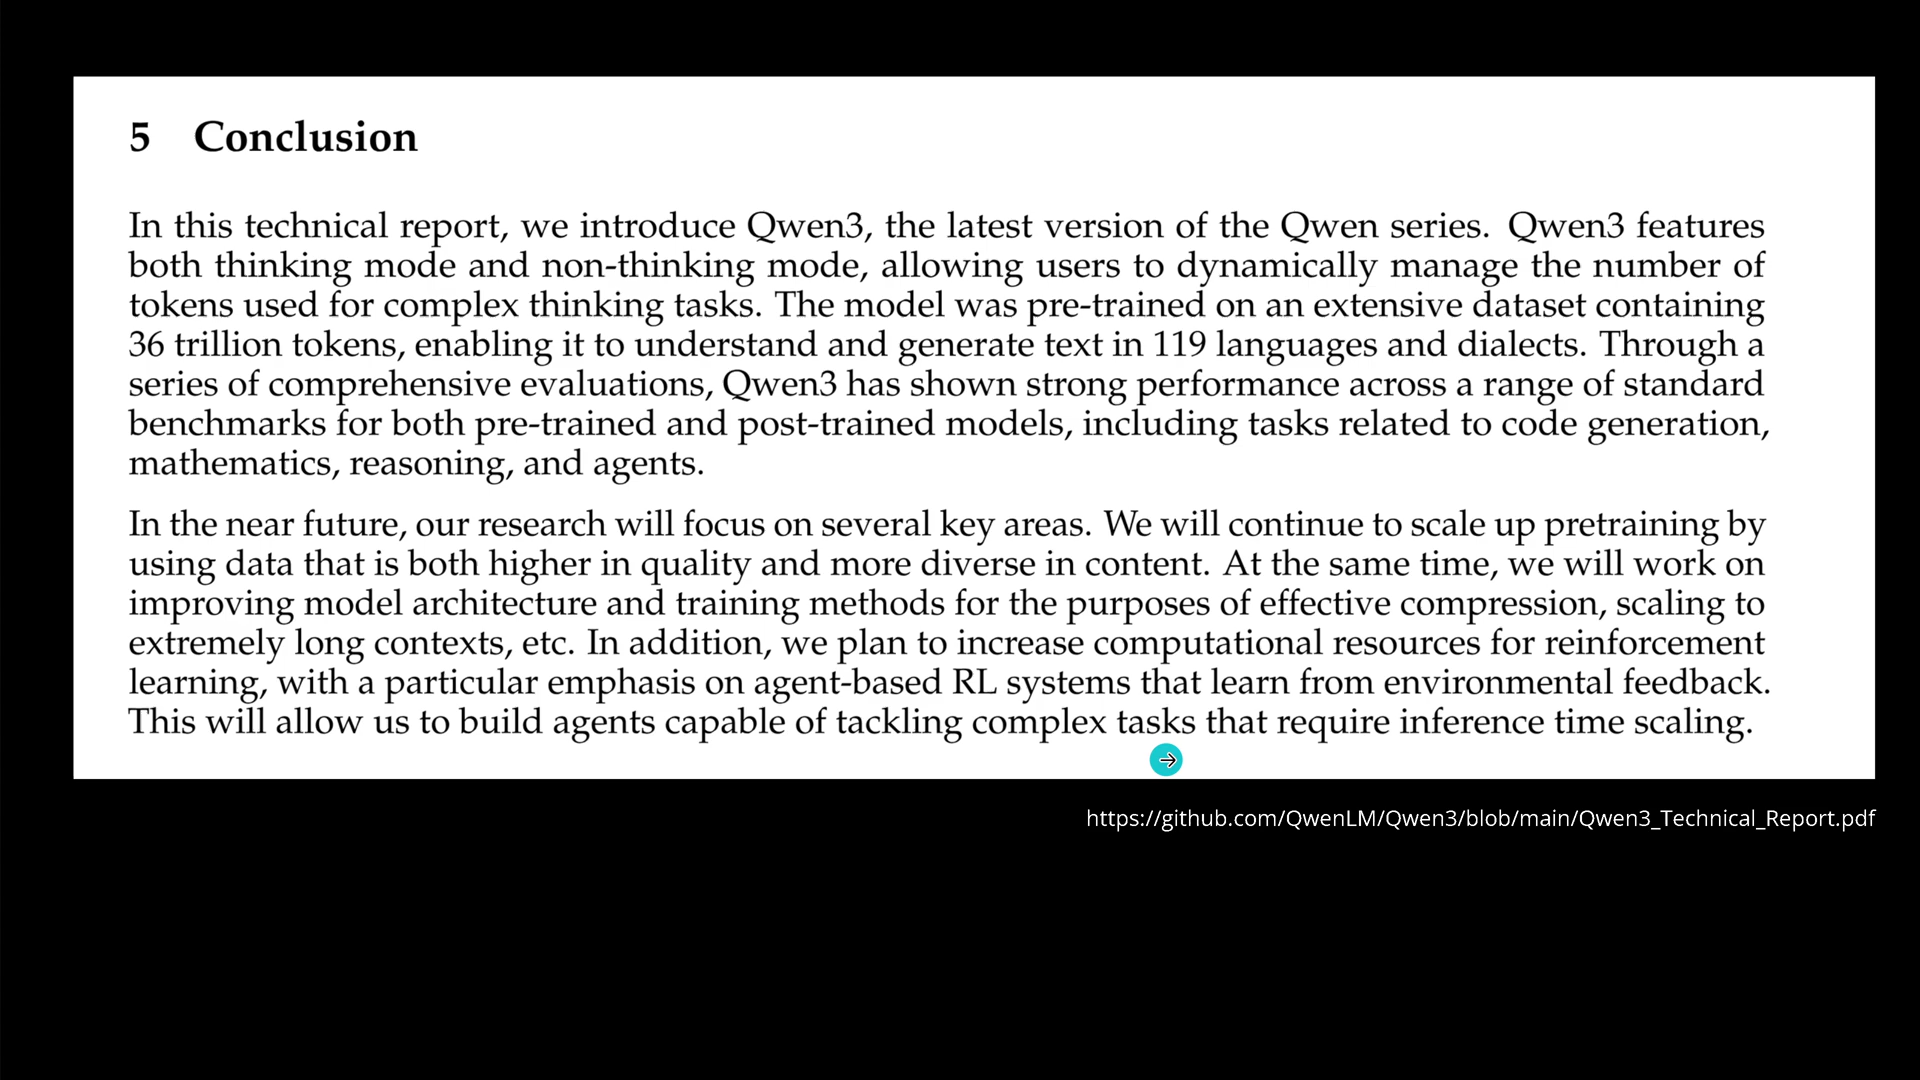 5 Conclusion
In this technical report, we introduce Qwen3, the latest version of the Qwen series. Qwen3 features
both thinking mode and non-thinking mode, allowing users to dynamically manage the number of
tokens used for complex thinking tasks. The model was pre-trained on an extensive dataset containing
36 trillion tokens, enabling it to understand and generate text in 119 languages and dialects. Through a
series of comprehensive evaluations, Qwen3 has shown strong performance across a range of standard
benchmarks for both pre-trained and post-trained models, including tasks related to code generation,
mathematics, reasoning, and agents.
In the near future, our research will focus on several key areas. We will continue to scale up pretraining by
using data that is both higher in quality and more diverse in content. At the same time, we will work on
improving model architecture and training methods for the purposes of effective compression, scaling to
extremely long contexts, etc. In addition, we plan to increase computational resources for reinforcement
learning, with a particular emphasis on agent-based RL systems that learn from environmental feedback.
This will allow us to build agents capable of tackling complex tasks that require inference time scaling.
https://github.com/QwenLM/Qwen3/blob/main/Qwen3_Technical_Report.pdf